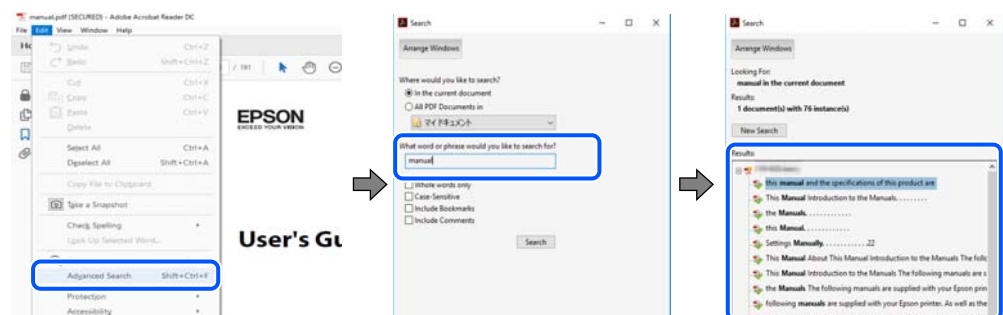 manual.pdf (SECURED) - Adobe Acrobat Reader DC
File Edit View Window Help
Undo Ctrl+Z
Redo Shift+Ctrl+Z
Cut Ctrl+X
Copy Ctrl+C
Paste Ctrl+V
Delete
Select All Ctrl+A
Deselect All Shift+Ctrl+A
Copy File to Clipboard
Take a Snapshot
Check Spelling
Look Up Selected Word...
Advanced Search Shift+Ctrl+F
Protection
Accessibility
/ 181
EPSON
EXCEED YOUR VISION
User's Gu
Search
Arrange Windows
Where would you like to search?
In the current document
All PDF Documents in
マイ ドキュメント
What word or phrase would you like to search for?
manual
Whole words only
Case-Sensitive
Include Bookmarks
Include Comments
Search
Search
Arrange Windows
Looking For:
manual in the current document
Results:
1 document(s) with 76 instance(s)
New Search
Results:
this manual and the specifications of this product are
This Manual Introduction to the Manuals. . . . . . . . .
the Manuals. . . . . . . . . . . . .
this Manual. . . . . . . . . . . . .
Settings Manually. . . . . . . . . . . . .22
This Manual About This Manual Introduction to the Manuals The follo
This Manual Introduction to the Manuals The following manuals are s
the Manuals The following manuals are supplied with your Epson prin
following manuals are supplied with your Epson printer. As well as the